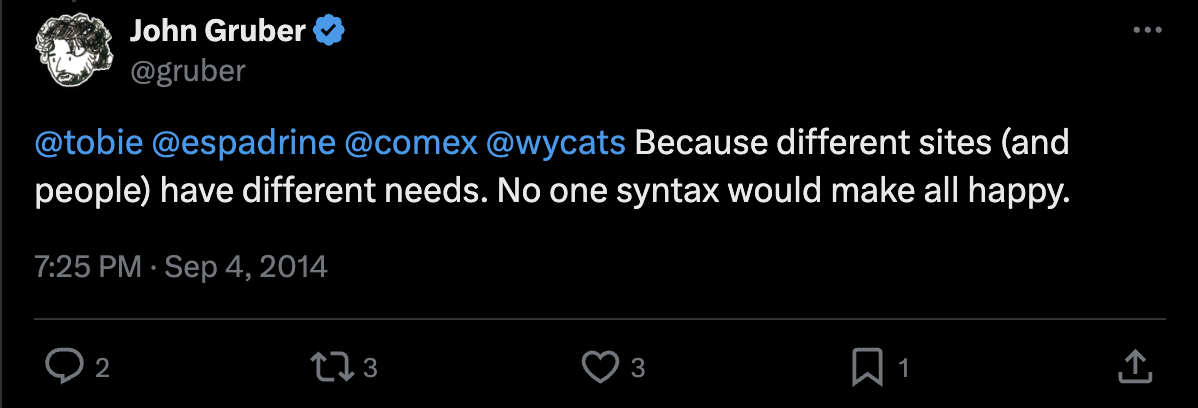 John Gruber
@gruber
@tobie @espadrine @comex @wycats Because different sites (and
people) have different needs. No one syntax would make all happy.
7:25 PM · Sep 4, 2014
2 3 3 1